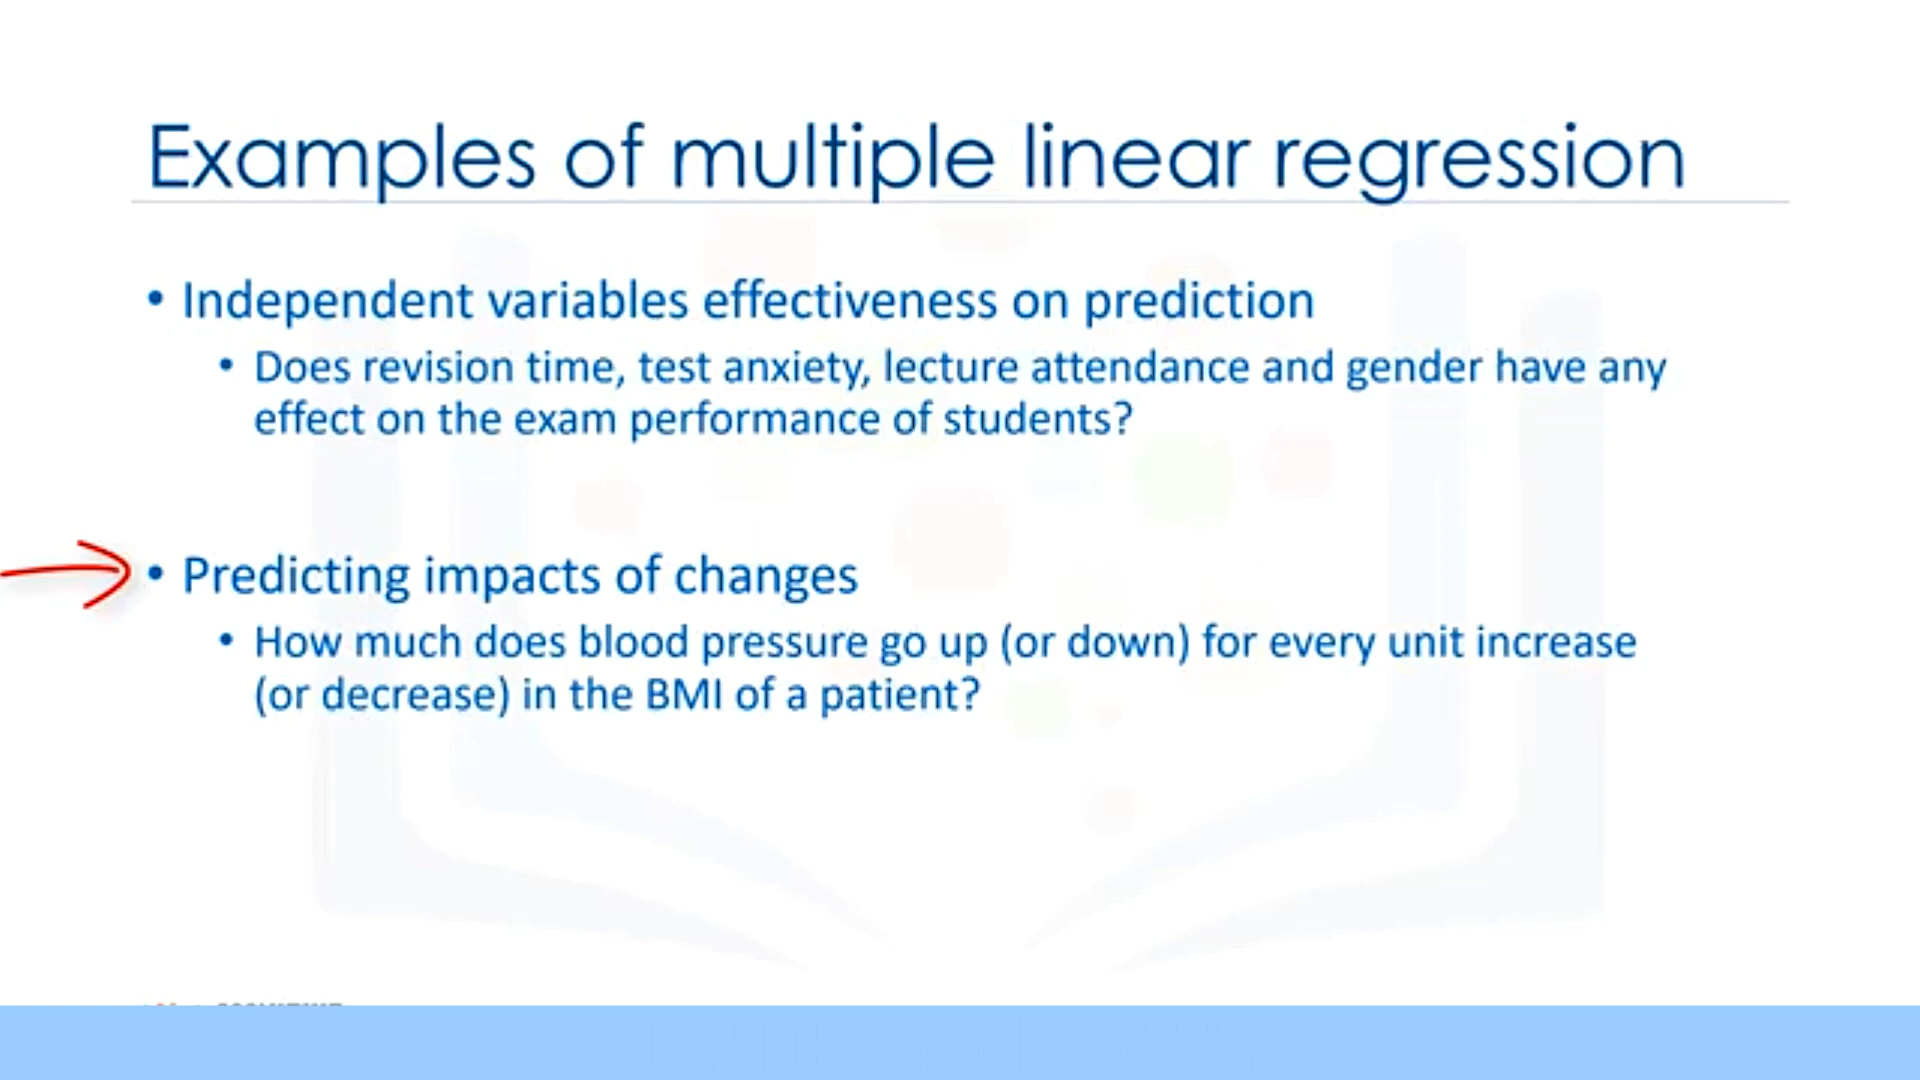 Examples of multiple linear regression
• Independent variables effectiveness on prediction
• Does revision time, test anxiety, lecture attendance and gender have any
effect on the exam performance of students?
• Predicting impacts of changes
• How much does blood pressure go up (or down) for every unit increase
(or decrease) in the BMI of a patient?